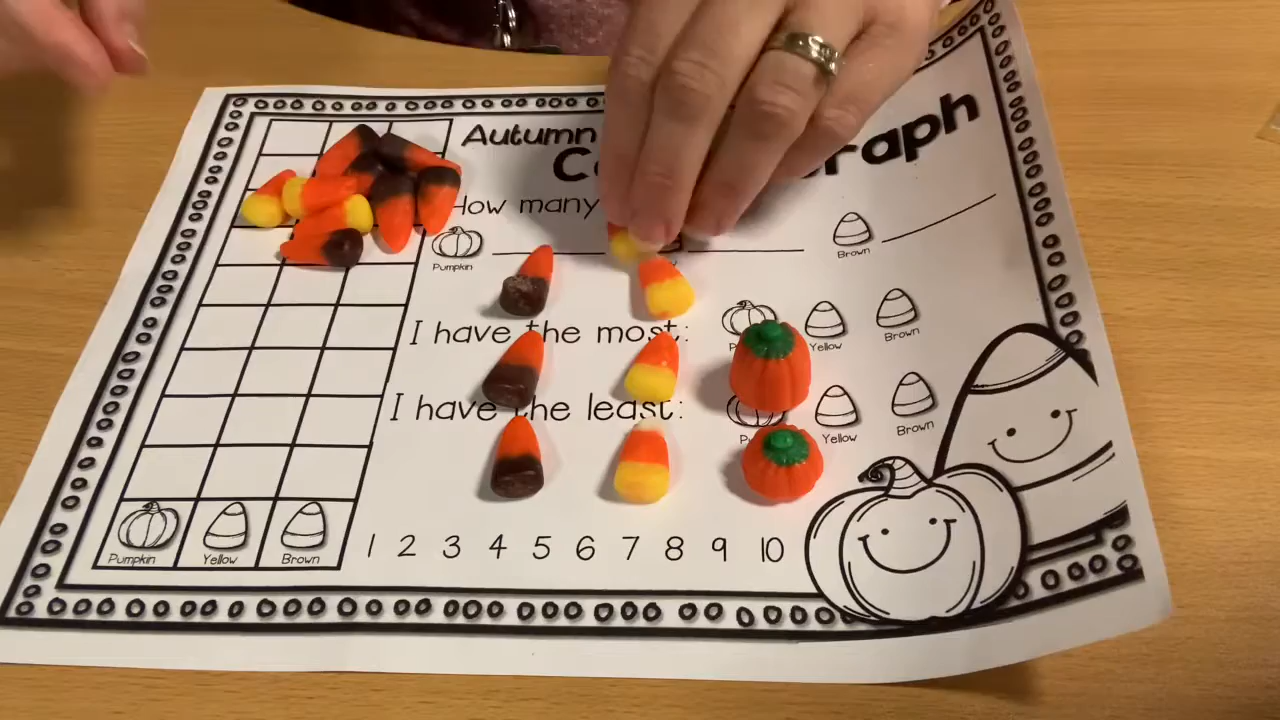 Autumn
Graph
How many
Pumpkin
Brown
I have the most:
Yellow
Brown
I have the least:
Yellow
Brown
Pumpkin
Yellow
Brown
1 2 3 4 5 6 7 8 9 10